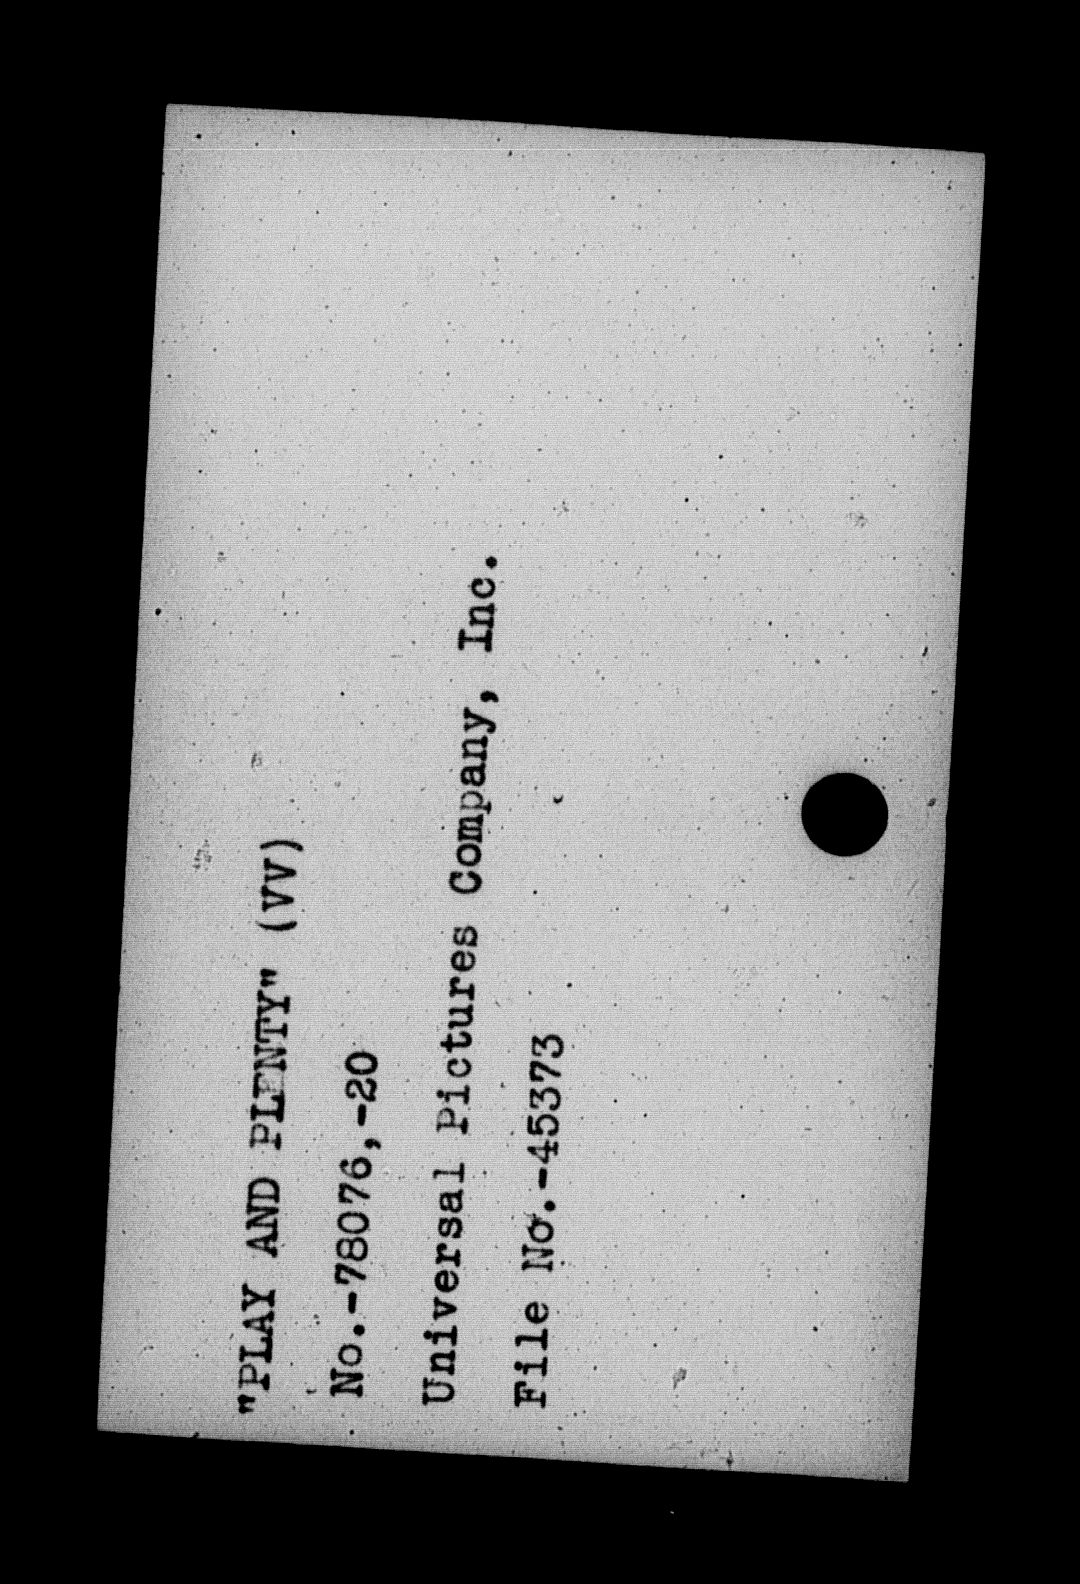 "PLAY AND PLENTY" (VV)
No.-78076,-20
Universal Pictures Company, Inc.
File No.-45373